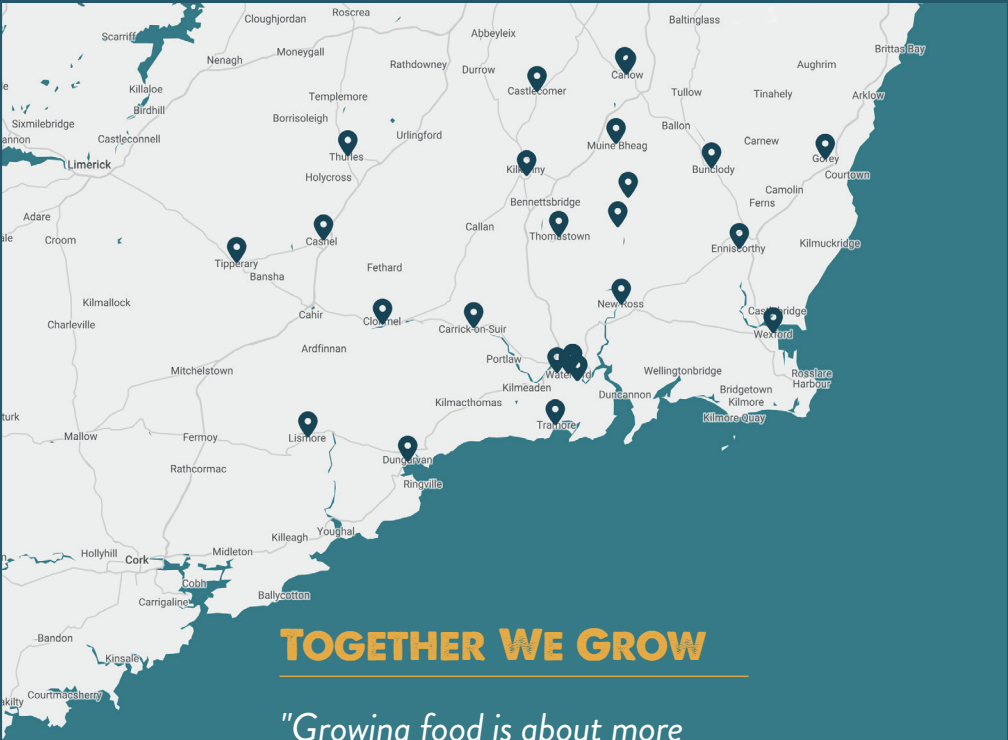 Roscrea
Baltinglass
Cloughjordan
Abbeyleix
Scarriff
Brittas Bay
Moneygall
Nenagh
Rathdowney
Durrow
Aughrim
Carlow
Killaloe
Castlecomer
Tullow
Tinahely
Arklow
Templemore
Birdhill
Borrisoleigh
Sixmilebridge
Ballon
Urlingford
Castleconnell
Carnew
Muine Bheag
Thurles
Gorey
Limerick
Kilkenny
Bunclody
Courtown
Holycross
Camolin
Bennettsbridge
Ferns
Adare
Callan
Thomastown
Croom
Cashel
Kilmuckridge
Enniscorthy
Tipperary
Fethard
Bansha
Kilmallock
New Ross
Cahir
Castlebridge
Clonmel
Charleville
Carrick-on-Suir
Wexford
Ardfinnan
Portlaw
Mitchelstown
Waterford
Wellingtonbridge
Rosslare
Harbour
Kilmeaden
Bridgetown
Duncannon
Kilmacthomas
Kilmore
Kilmore Quay
Tramore
Mallow
Fermoy
Lismore
Dungarvan
Rathcormac
Ringville
Youghal
Killeagh
Hollyhill
Midleton
Cork
Cobh
Ballycotton
Carrigaline
Bandon
Kinsale
Courtmacsherry
TOGETHER WE GROW
"Growing food is about more